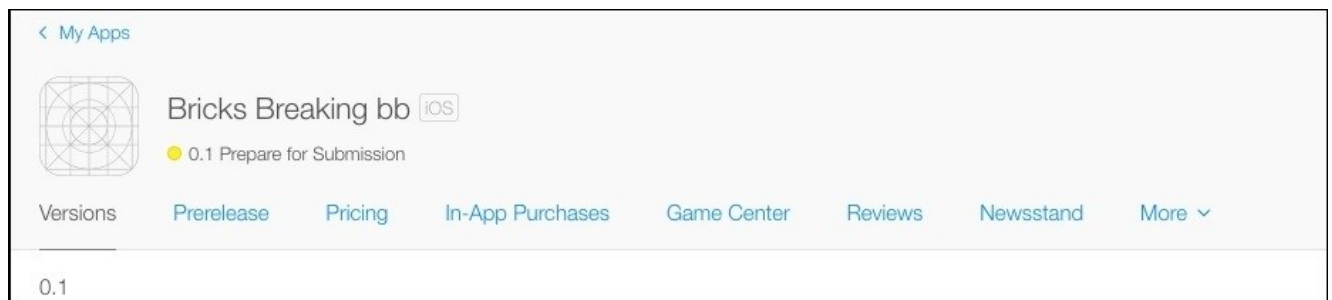 < My Apps
Bricks Breaking bb iOS
0.1 Prepare for Submission
Versions Prerelease Pricing In-App Purchases Game Center Reviews Newsstand More
0.1